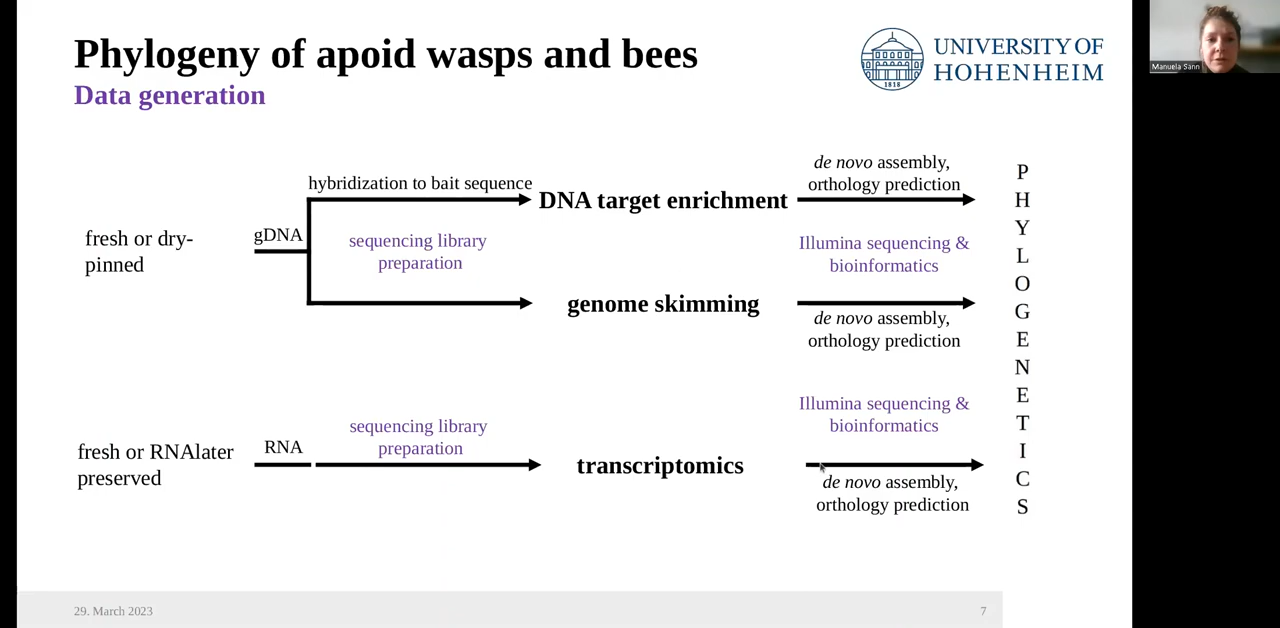 Phylogeny of apoid wasps and bees
Data generation
UNIVERSITY OF
HOHENHEIM
1818
Manuela Sann
hybridization to bait sequence
DNA target enrichment
de novo assembly,
orthology prediction
fresh or dry-
pinned
gDNA
sequencing library
preparation
Illumina sequencing &
bioinformatics
genome skimming
de novo assembly,
orthology prediction
fresh or RNAlater
preserved
RNA
sequencing library
preparation
transcriptomics
Illumina sequencing &
bioinformatics
de novo assembly,
orthology prediction
P
H
Y
L
O
G
E
N
E
T
I
C
S
29. March 2023
7